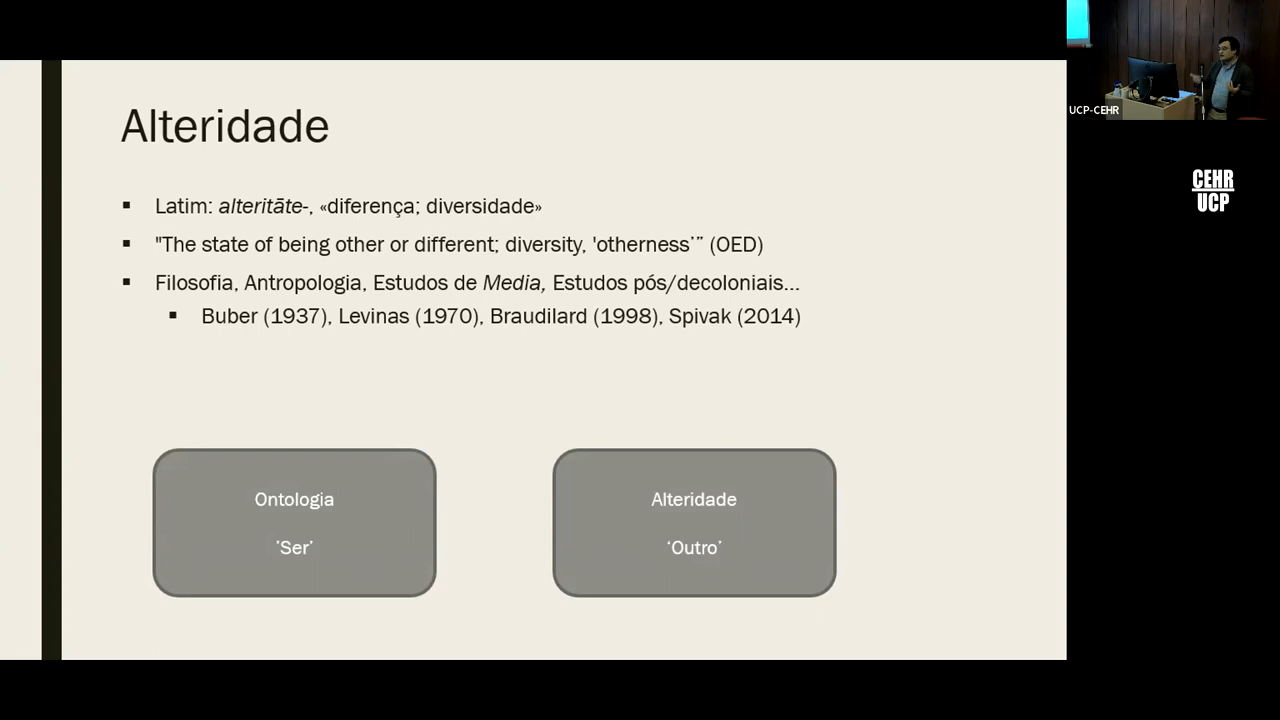 Alteridade
▪ Latim: alteritāte-, «diferença; diversidade»
▪ "The state of being other or different; diversity, 'otherness'” (OED)
▪ Filosofia, Antropologia, Estudos de Media, Estudos pós/decoloniais...
▪ Buber (1937), Levinas (1970), Braudilard (1998), Spivak (2014)
Ontologia
'Ser'
Alteridade
‘Outro’
UCP-CEHR
CEHR
UCP